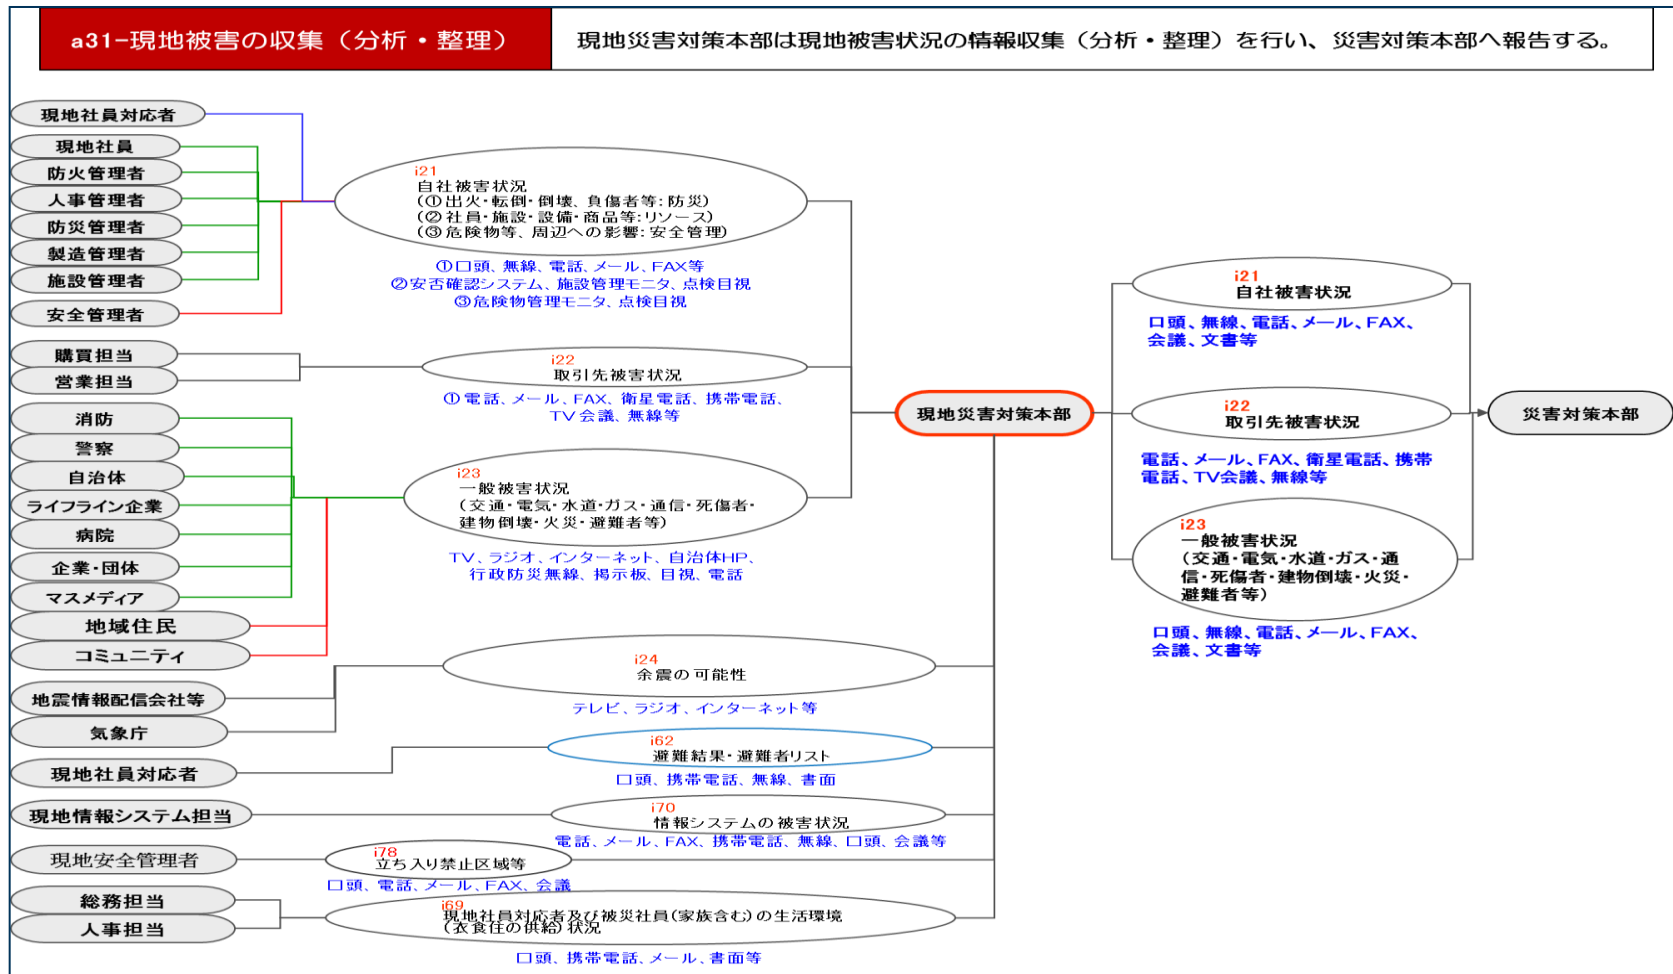 a31-現地被害の収集（分析・整理）
現地災害対策本部は現地被害状況の情報収集（分析・整理）を行い、災害対策本部へ報告する。
現地社員対応者
現地社員
防火管理者
人事管理者
防災管理者
製造管理者
施設管理者
安全管理者
購買担当
営業担当
消防
警察
自治体
ライフライン企業
病院
企業・団体
マスメディア
地域住民
コミュニティ
地震情報配信会社等
気象庁
現地社員対応者
現地情報システム担当
現地安全管理者
総務担当
人事担当
i21
自社被害状況
(①出火・転倒・倒壊、負傷者等:防災)
(②社員・施設・設備・商品等:リソース)
(③危険物等、周辺への影響:安全管理)
①口頭、無線、電話、メール、FAX等
②安否確認システム、施設管理モニタ、点検目視
③危険物管理モニタ、点検目視
i22
取引先被害状況
①電話、メール、FAX、衛星電話、携帯電話、
TV会議、無線等
i23
一般被害状況
(交通・電気・水道・ガス・通信・死傷者・
建物倒壊・火災・避難者等)
TV、ラジオ、インターネット、自治体HP、
行政防災無線、掲示板、目視、電話
i24
余震の可能性
テレビ、ラジオ、インターネット等
i62
避難結果・避難者リスト
口頭、携帯電話、無線、書面
i70
情報システムの被害状況
電話、メール、FAX、携帯電話、無線、口頭、会議等
i78
立ち入り禁止区域等
口頭、電話、メール、FAX、会議
i69
現地社員対応者及び被災社員(家族含む)の生活環境
(衣食住の供給)状況
口頭、携帯電話、メール、書面等
現地災害対策本部
i21
自社被害状況
口頭、無線、電話、メール、FAX、
会議、文書等
i22
取引先被害状況
電話、メール、FAX、衛星電話、携帯
電話、TV会議、無線等
i23
一般被害状況
(交通・電気・水道・ガス・通
信・死傷者・建物倒壊・火災・
避難者等)
口頭、無線、電話、メール、FAX、
会議、文書等
災害対策本部